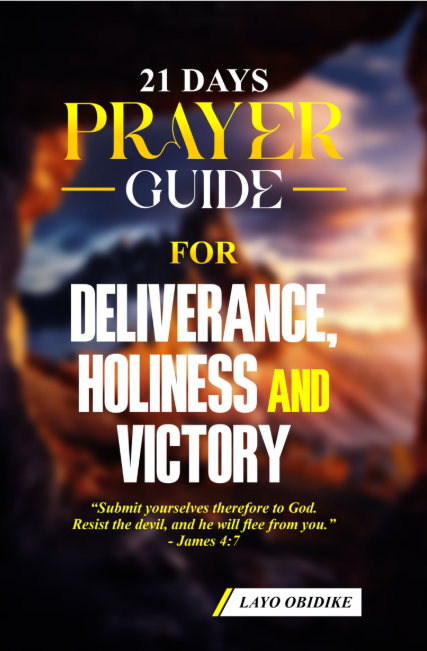 21 DAYS
PRAYER
GUIDE
FOR
DELIVERANCE,
HOLINESS AND
VICTORY
“Submit yourselves therefore to God.
Resist the devil, and he will flee from you.”
- James 4:7
LAYO OBIDIKE